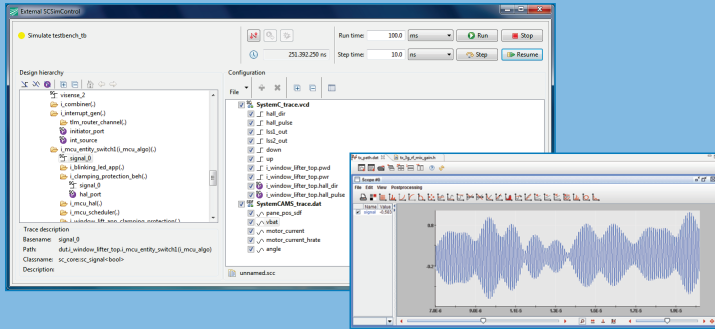 External SCSimControl
Simulate testbench_tb
Run time: 100.0 ms Run Stop
251.392.250 ns Step time: 10.0 ns Step Resume
Design hierarchy
visense_2
i_combiner(.)
i_interrupt_gen(.)
tlm_router_channel(.)
initiator_port
int_source
i_mcu_entity_switch1(i_mcu_algo)(.)
signal_0
i_blinking_led_app(.)
i_clamping_protection_beh(.)
signal_0
hal_port
i_mcu_hal(.)
i_mcu_scheduler(.)
i_window_lift_app_clamping_protection(.)
Trace description
Basename: signal_0
Path: dut.i_window_lifter_top.i_mcu_entity_switch1(i_mcu_algo)
Classname: sc_core::sc_signal<bool>
Description:
Configuration
File
SystemC_trace.vcd
hall_dir
hall_pulse
lss1_out
lss2_out
down
up
i_window_lifter_top.pwd
i_window_lifter_top.pwr
i_window_lifter_top.hall_dir
i_window_lifter_top.hall_pulse
SystemCAMS_trace.dat
pane_pos_sdf
vbat
motor_current
motor_current_hrate
angle
unnamed.scc
Scope #8
File Edit View Postprocessing
Name Value
signal -0.563